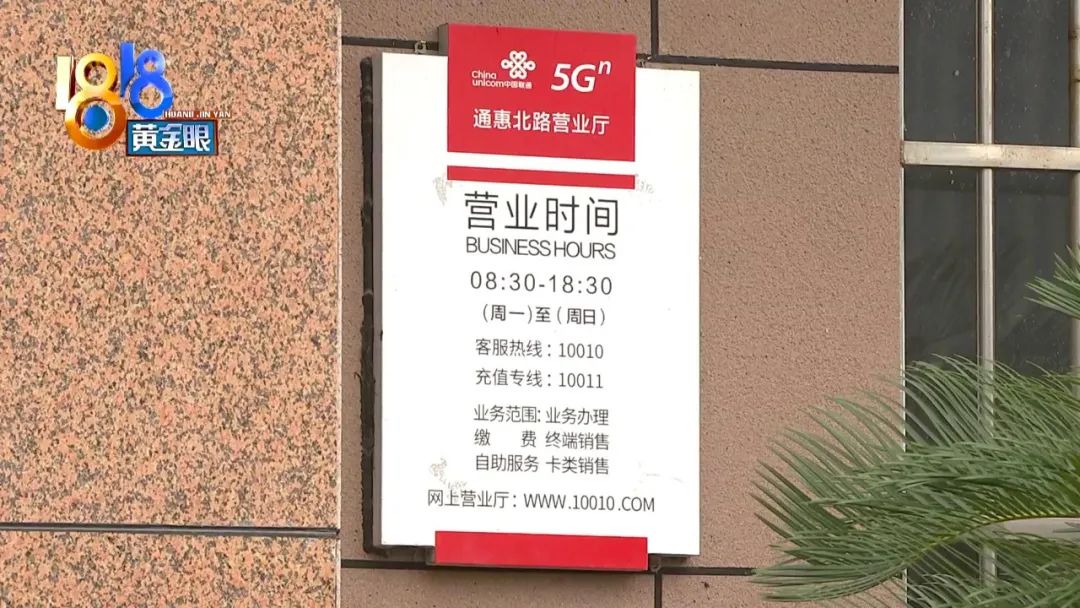 1818
HUANG JIN YAN
黄金眼
China
unicom中国联通
5Gⁿ
通惠北路营业厅
营业时间
BUSINESS HOURS
08:30-18:30
(周一)至(周日)
客服热线:10010
充值专线:10011
业务范围:业务办理
缴 费 终端销售
自助服务 卡类销售
网上营业厅:WWW.10010.COM